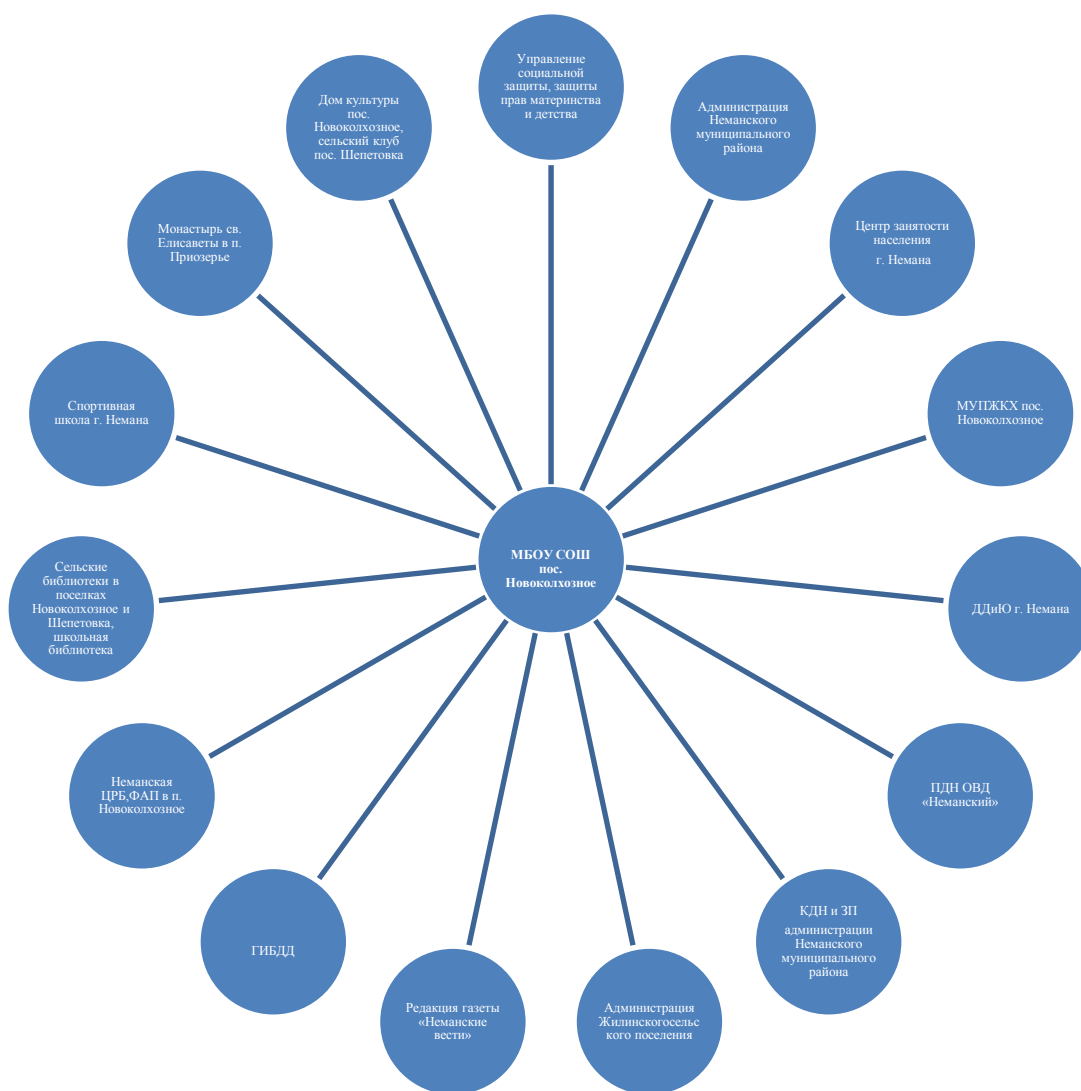 Управление
социальной
защиты, защиты
прав материнства
и детства
Администрация
Неманского
муниципального
района
Центр занятости
населения
г. Немана
МУПЖКХ пос.
Новоколхозное
ДДиЮ г. Немана
ПДН ОВД
«Неманский»
КДН и ЗП
администрации
Неманского
муниципального
района
Администрация
Жилинскогосельс
кого поселения
Редакция газеты
«Неманские
вести»
ГИБДД
Неманская
ЦРБ,ФАП в п.
Новоколхозное
Сельские
библиотеки в
поселках
Новоколхозное и
Шепетовка,
школьная
библиотека
Спортивная
школа г. Немана
Монастырь св.
Елисаветы в п.
Приозерье
Дом культуры
пос.
Новоколхозное,
сельский клуб
пос. Шепетовка
МБОУ СОШ
пос.
Новоколхозное